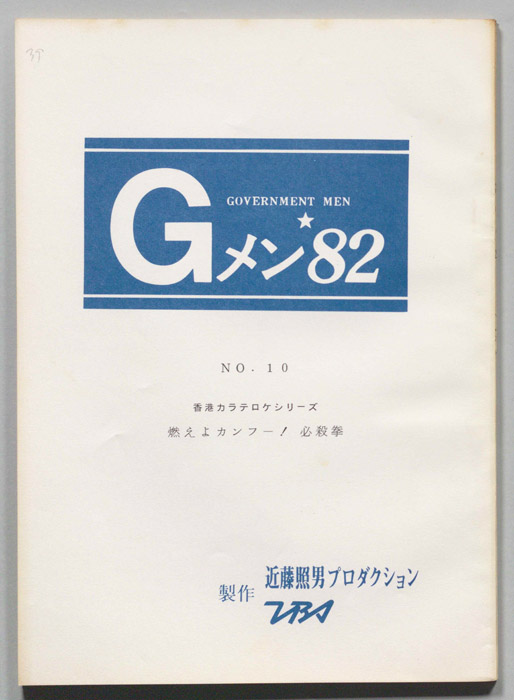 GOVERNMENT MEN
Gメン★82
NO. 10
香港カラテロケシリーズ
燃えよカンフー! 必殺拳
製作 近藤照男プロダクション
TBS